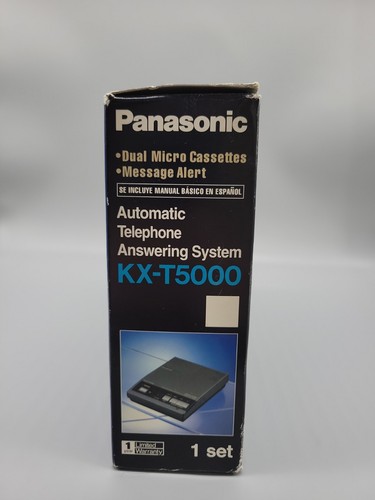 Panasonic
•Dual Micro Cassettes
•Message Alert
SE INCLUYE MANUAL BÁSICO EN ESPAÑOL
Automatic
Telephone
Answering System
KX-T5000
1 Limited
Warranty
1 set